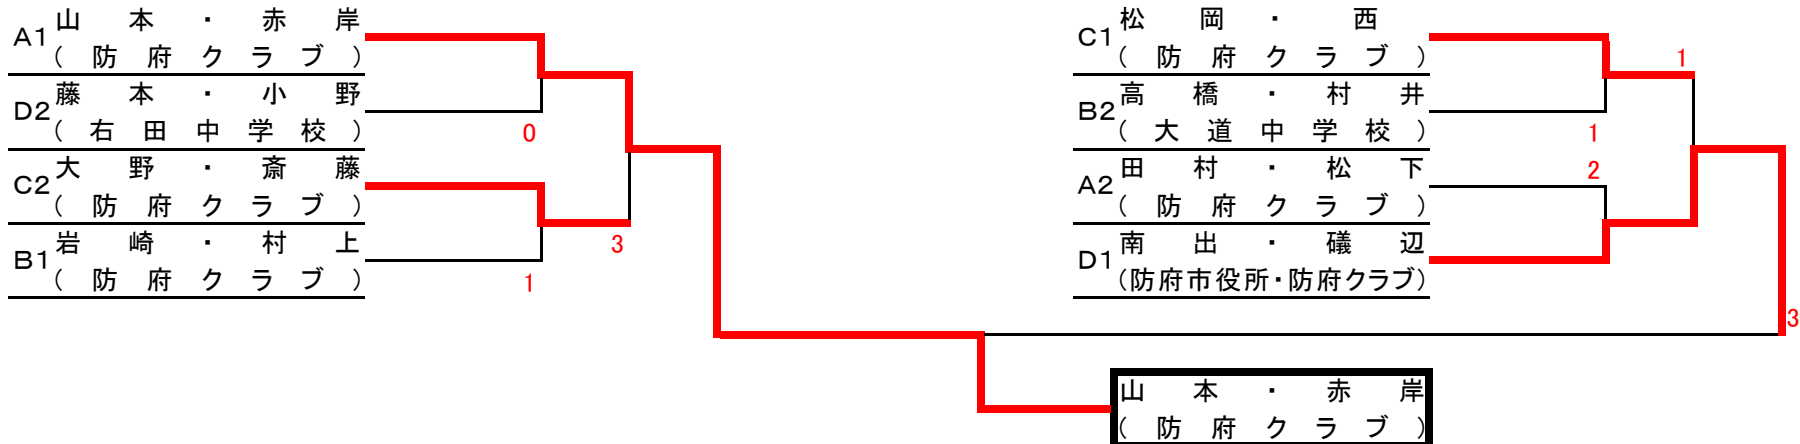 A1 山本・赤岸
(防府クラブ)
D2 藤本・小野
(右田中学校)
0
C2 大野・斎藤
(防府クラブ)
B1 岩崎・村上
(防府クラブ)
3
1
C1 松岡・西
(防府クラブ)
1
B2 高橋・村井
(大道中学校)
1
A2 田村・松下
(防府クラブ)
2
D1 南出・礒辺
(防府市役所・防府クラブ)
3
山本・赤岸
(防府クラブ)